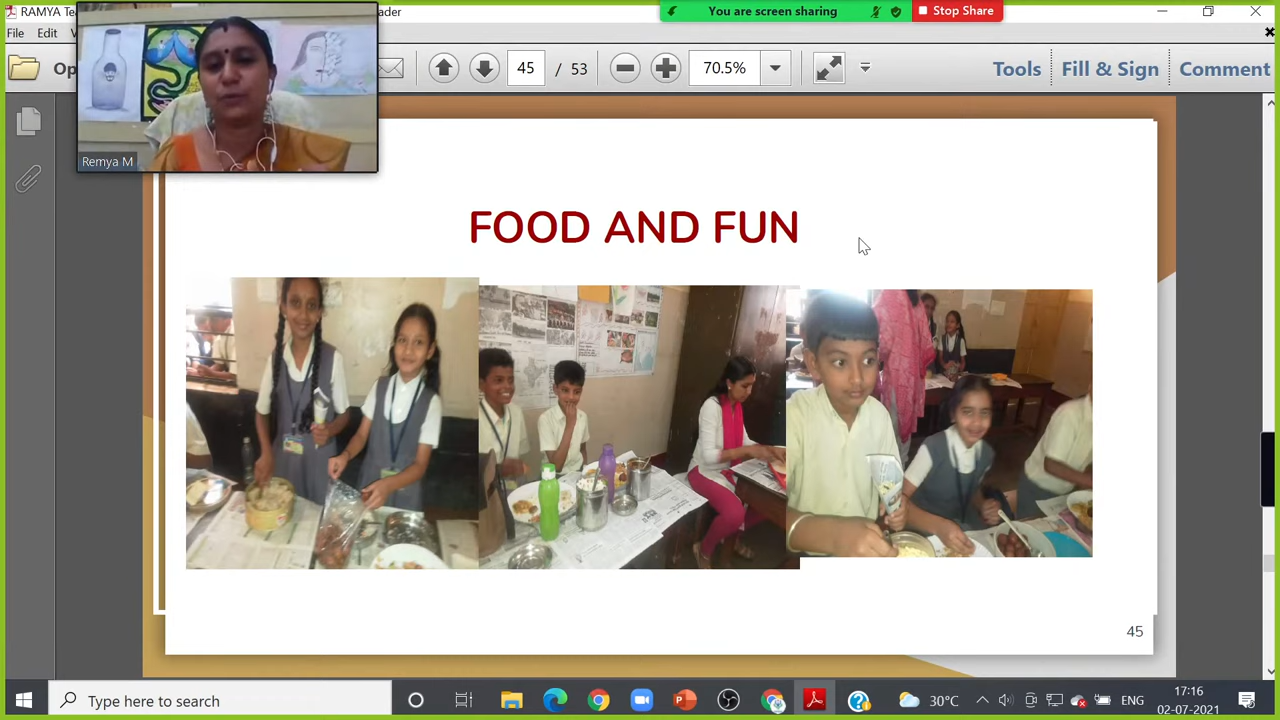 RAMYA Te
ader
You are screen sharing
Stop Share
File
Edit
Op
45
/ 53
70.5%
Tools
Fill & Sign
Comment
Remya M
FOOD AND FUN
45
Type here to search
30°C
ENG
17:16
02-07-2021